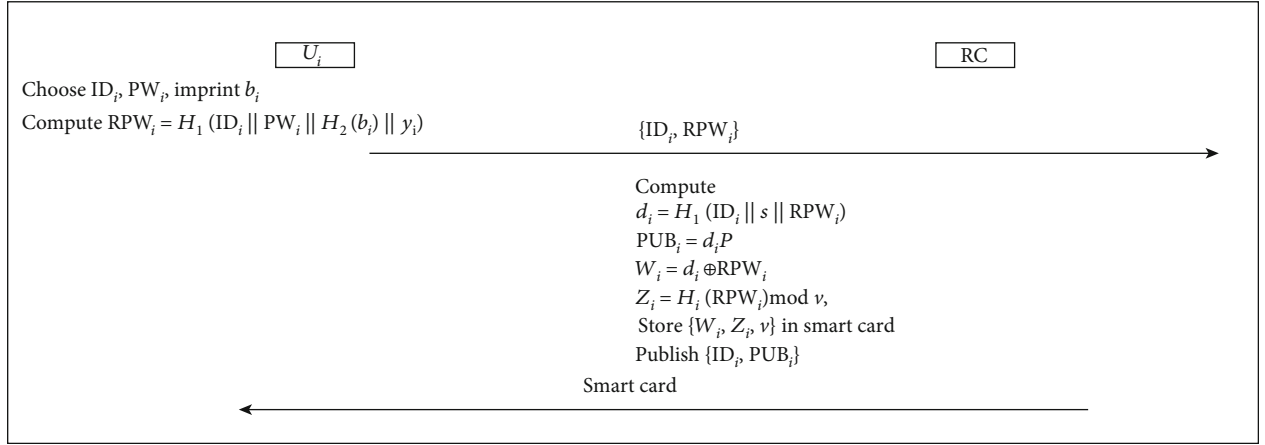 U_i
RC
Choose ID_i, PW_i, imprint b_i
Compute RPW_i = H_1 (ID_i || PW_i || H_2 (b_i) || y_i)
{ID_i, RPW_i}
Compute
d_i = H_1 (ID_i || s || RPW_i)
PUB_i = d_i P
W_i = d_i ⊕RPW_i
Z_i = H_i (RPW_i)mod v,
Store {W_i, Z_i, v} in smart card
Publish {ID_i, PUB_i}
Smart card